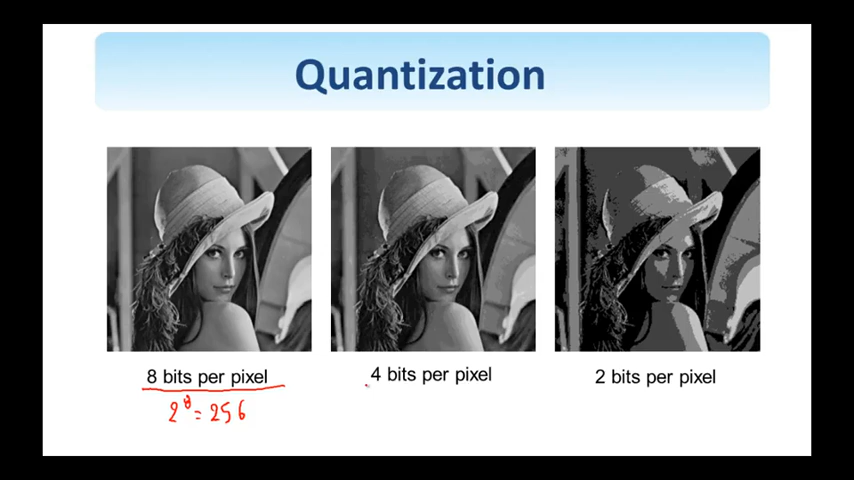 Quantization
8 bits per pixel
4 bits per pixel
2 bits per pixel
2⁸ = 256